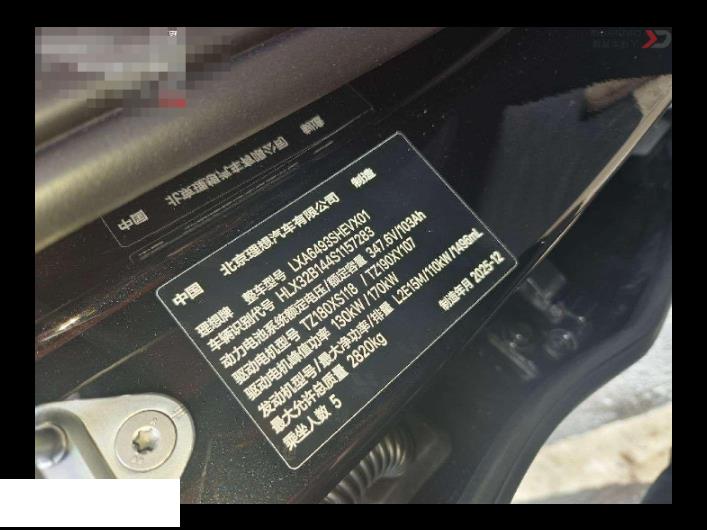 中国 北京理想汽车有限公司 制造
理想牌 整车型号 LXA6493SHEVX01
车辆识别代号 HLX32B144S1157283
动力电池系统额定电压/额定容量 347.6V/103Ah
驱动电机型号 TZ180XS118 / TZ190XY107
驱动电机峰值功率 130kW/170kW
发动机型号/最大净功率/排量 L2E15M/110kW/1496mL
最大允许总质量 2820kg
乘坐人数 5
制造年月 2025-12